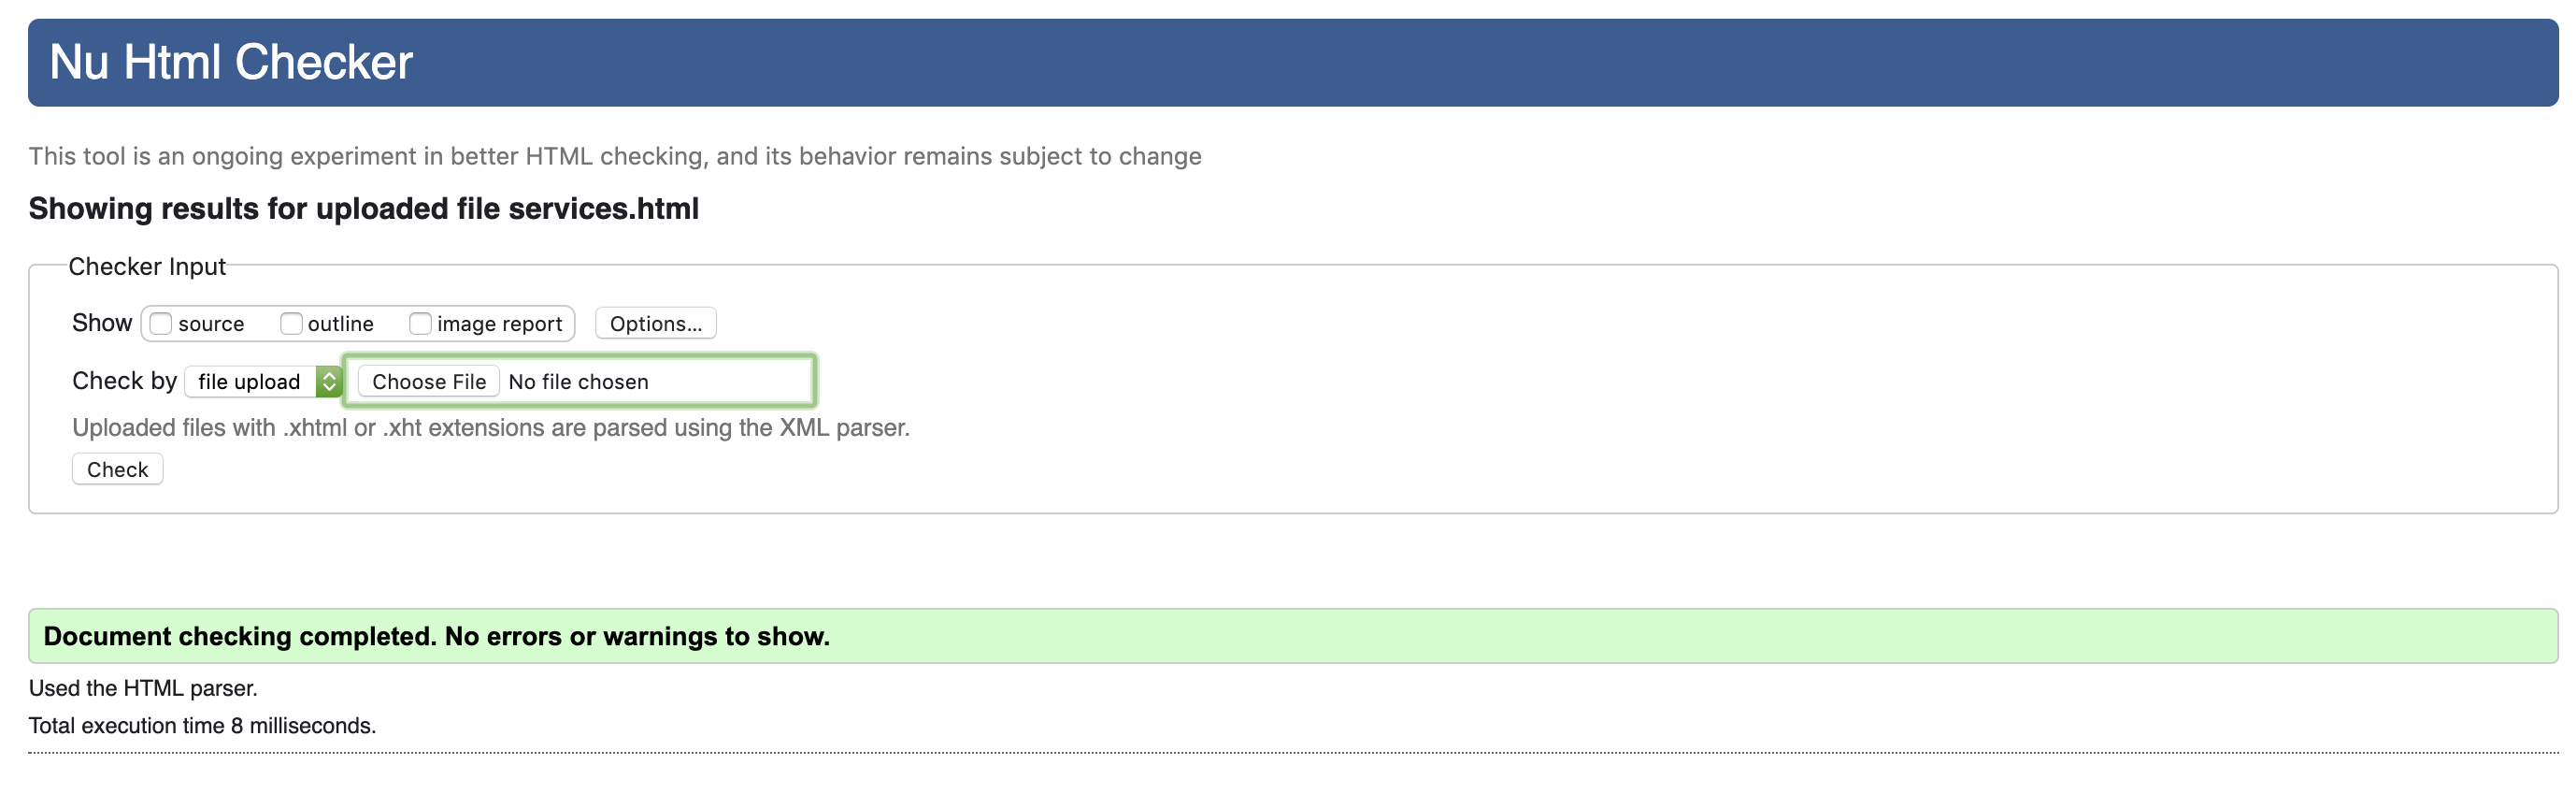 Nu Html Checker
This tool is an ongoing experiment in better HTML checking, and its behavior remains subject to change
Showing results for uploaded file services.html
Checker Input
Show source outline image report Options...
Check by file upload Choose File No file chosen
Uploaded files with .xhtml or .xht extensions are parsed using the XML parser.
Check
Document checking completed. No errors or warnings to show.
Used the HTML parser.
Total execution time 8 milliseconds.